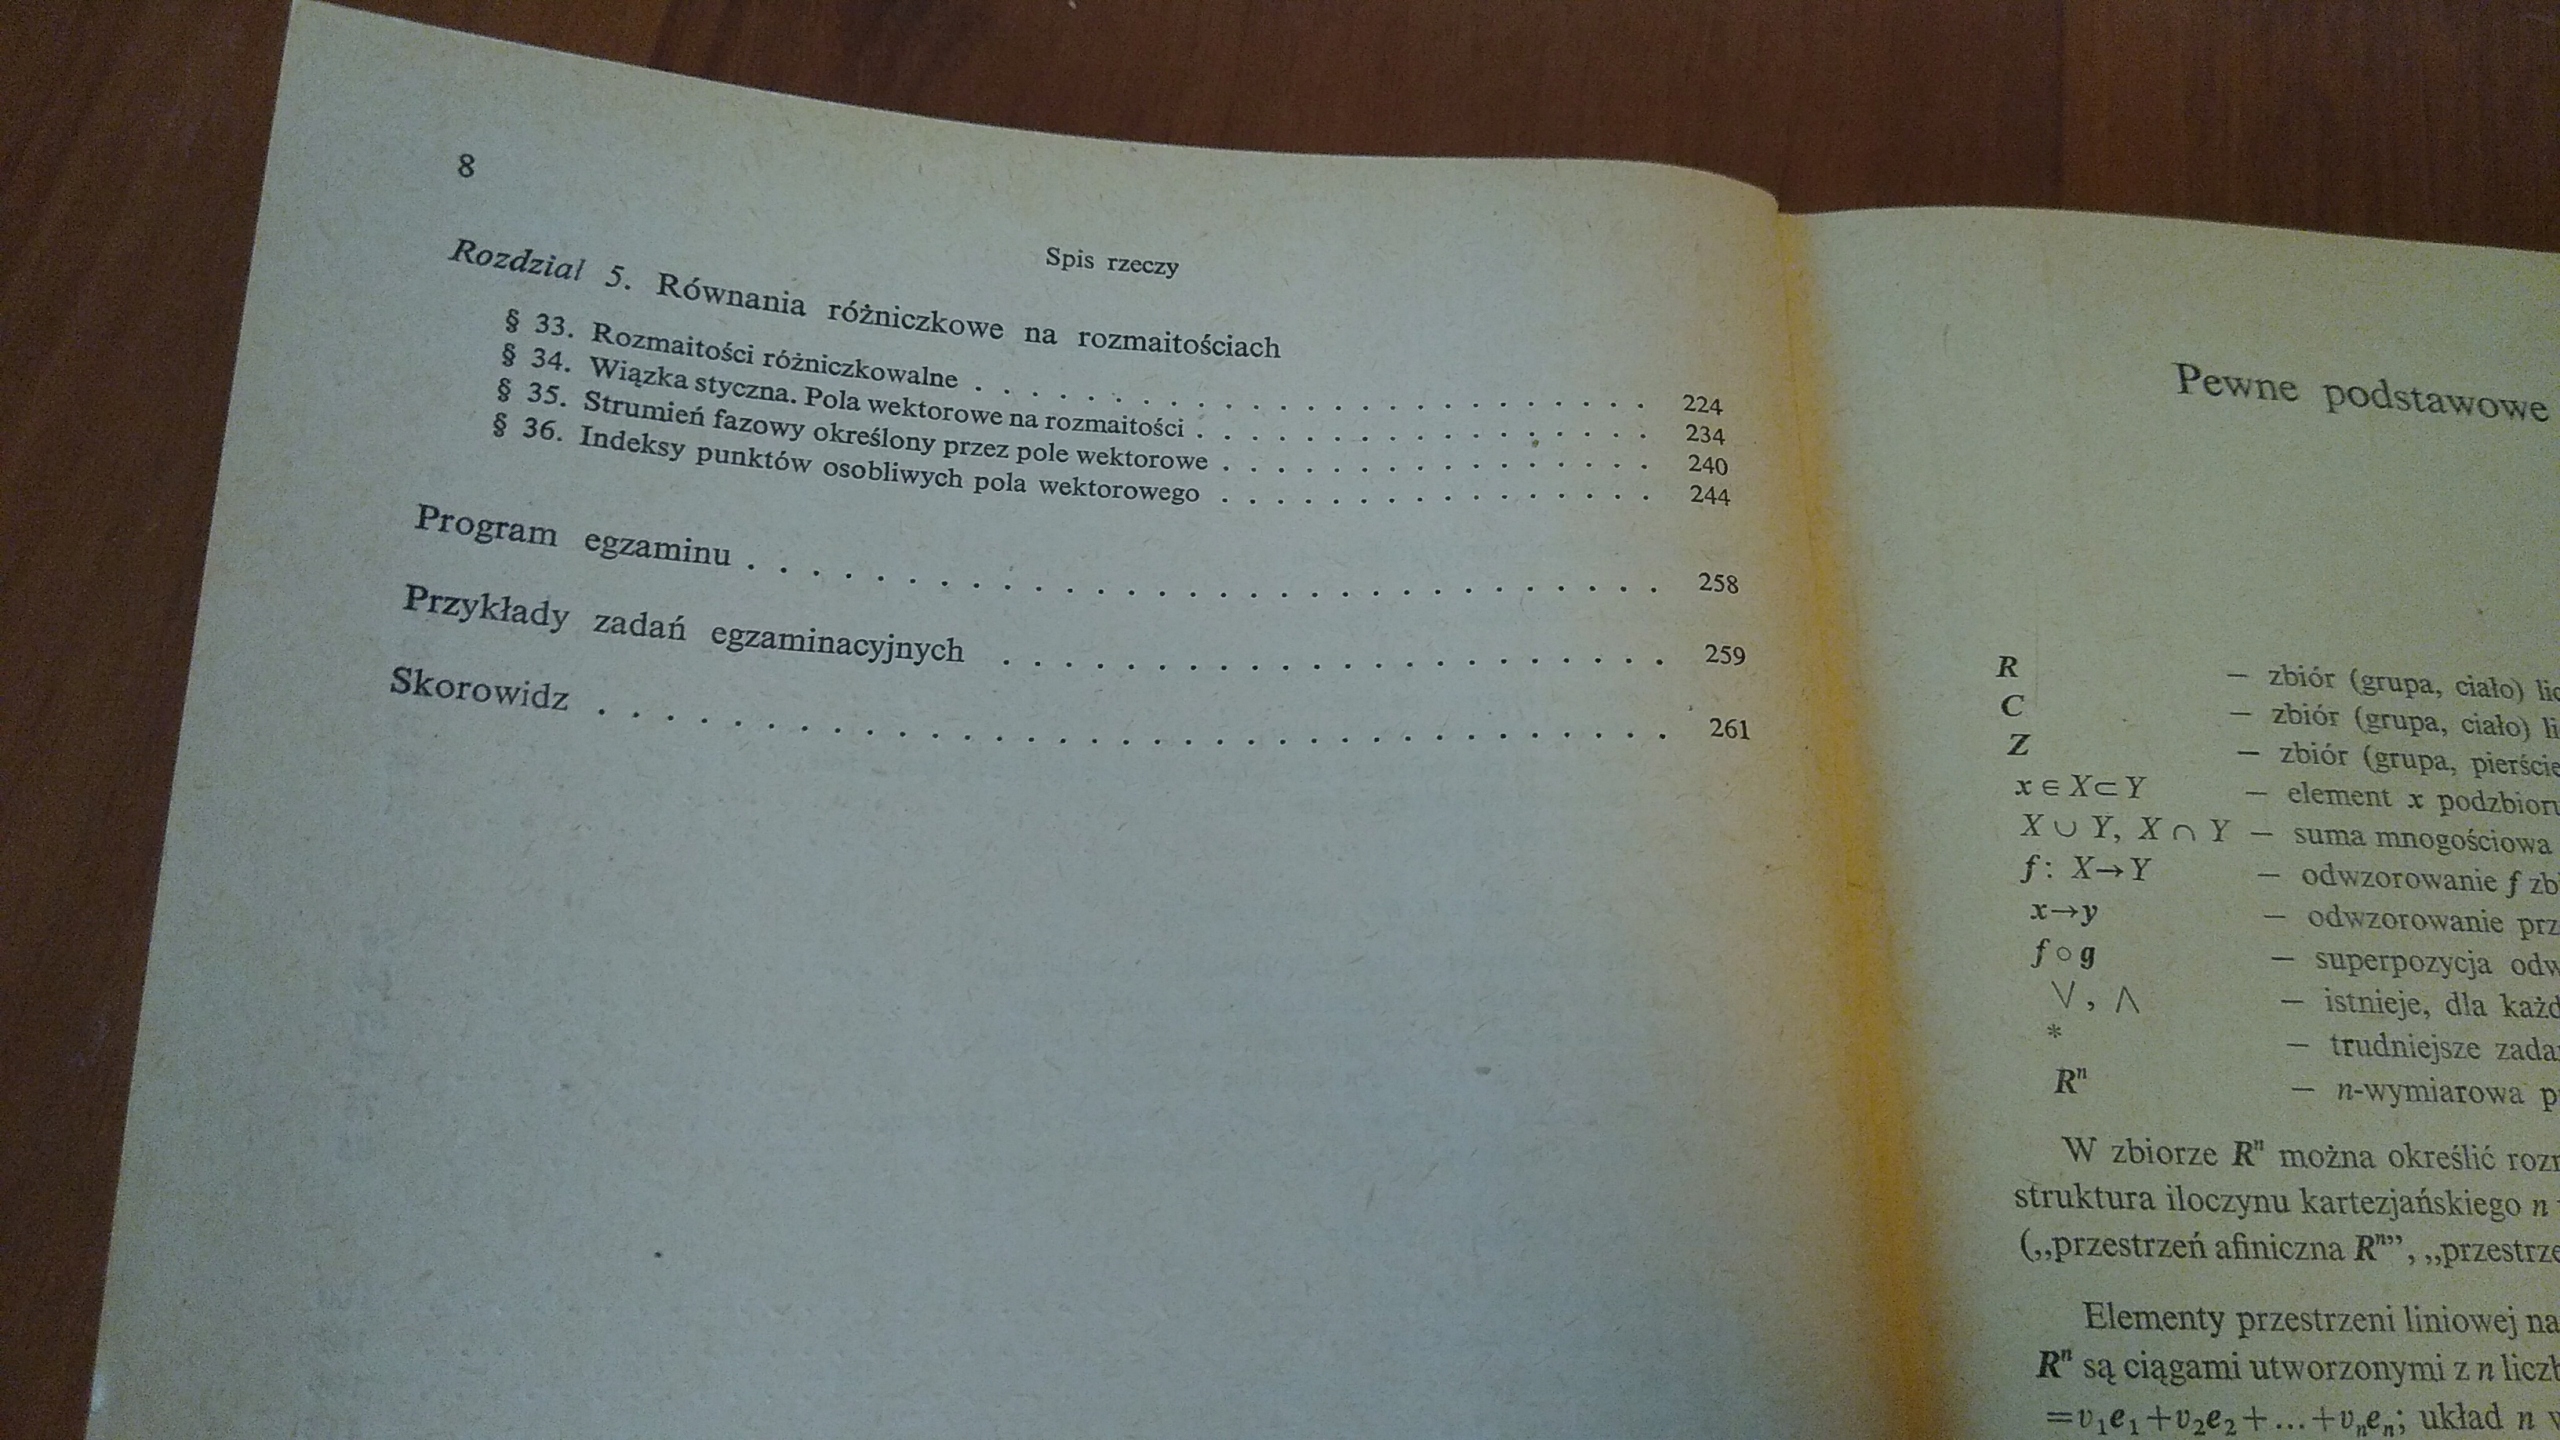 8
Spis rzeczy
Rozdział 5. Równania różniczkowe na rozmaitościach
§ 33. Rozmaitości różniczkowalne . . . . . . . . . . . . . . . . . . . . . . . . 224
§ 34. Wiązka styczna. Pola wektorowe na rozmaitości . . . . . . . . . . . . . . . . . 234
§ 35. Strumień fazowy określony przez pole wektorowe . . . . . . . . . . . . . . . . 240
§ 36. Indeksy punktów osobliwych pola wektorowego . . . . . . . . . . . . . . . . 244
Program egzaminu . . . . . . . . . . . . . . . . . . . . . . . . . . . . . 258
Przykłady zadań egzaminacyjnych . . . . . . . . . . . . . . . . . . . . . . 259
Skorowidz . . . . . . . . . . . . . . . . . . . . . . . . . . . . . . . . . 261
Pewne podstawowe
R — zbiór (grupa, ciało)
C — zbiór (grupa, ciało)
Z — zbiór (grupa,
x ∈ X ⊂ Y — element x
X ∪ Y, X ∩ Y — suma mnogościowa
f: X→Y — odwzorowanie f
x→y — odwzorowanie
f ∘ g — superpozycja
∨, ∧ — istnieje, dla
* — trudniejsze
Rⁿ — n-wymiarowa
W zbiorze Rⁿ można określić
struktura iloczynu kartezjańskiego n
(„przestrzeń afiniczna Rⁿ”,
Elementy przestrzeni liniowej
Rⁿ są ciągami utworzonymi z n
=v₁e₁+v₂e₂+...+vₙeₙ; układ n